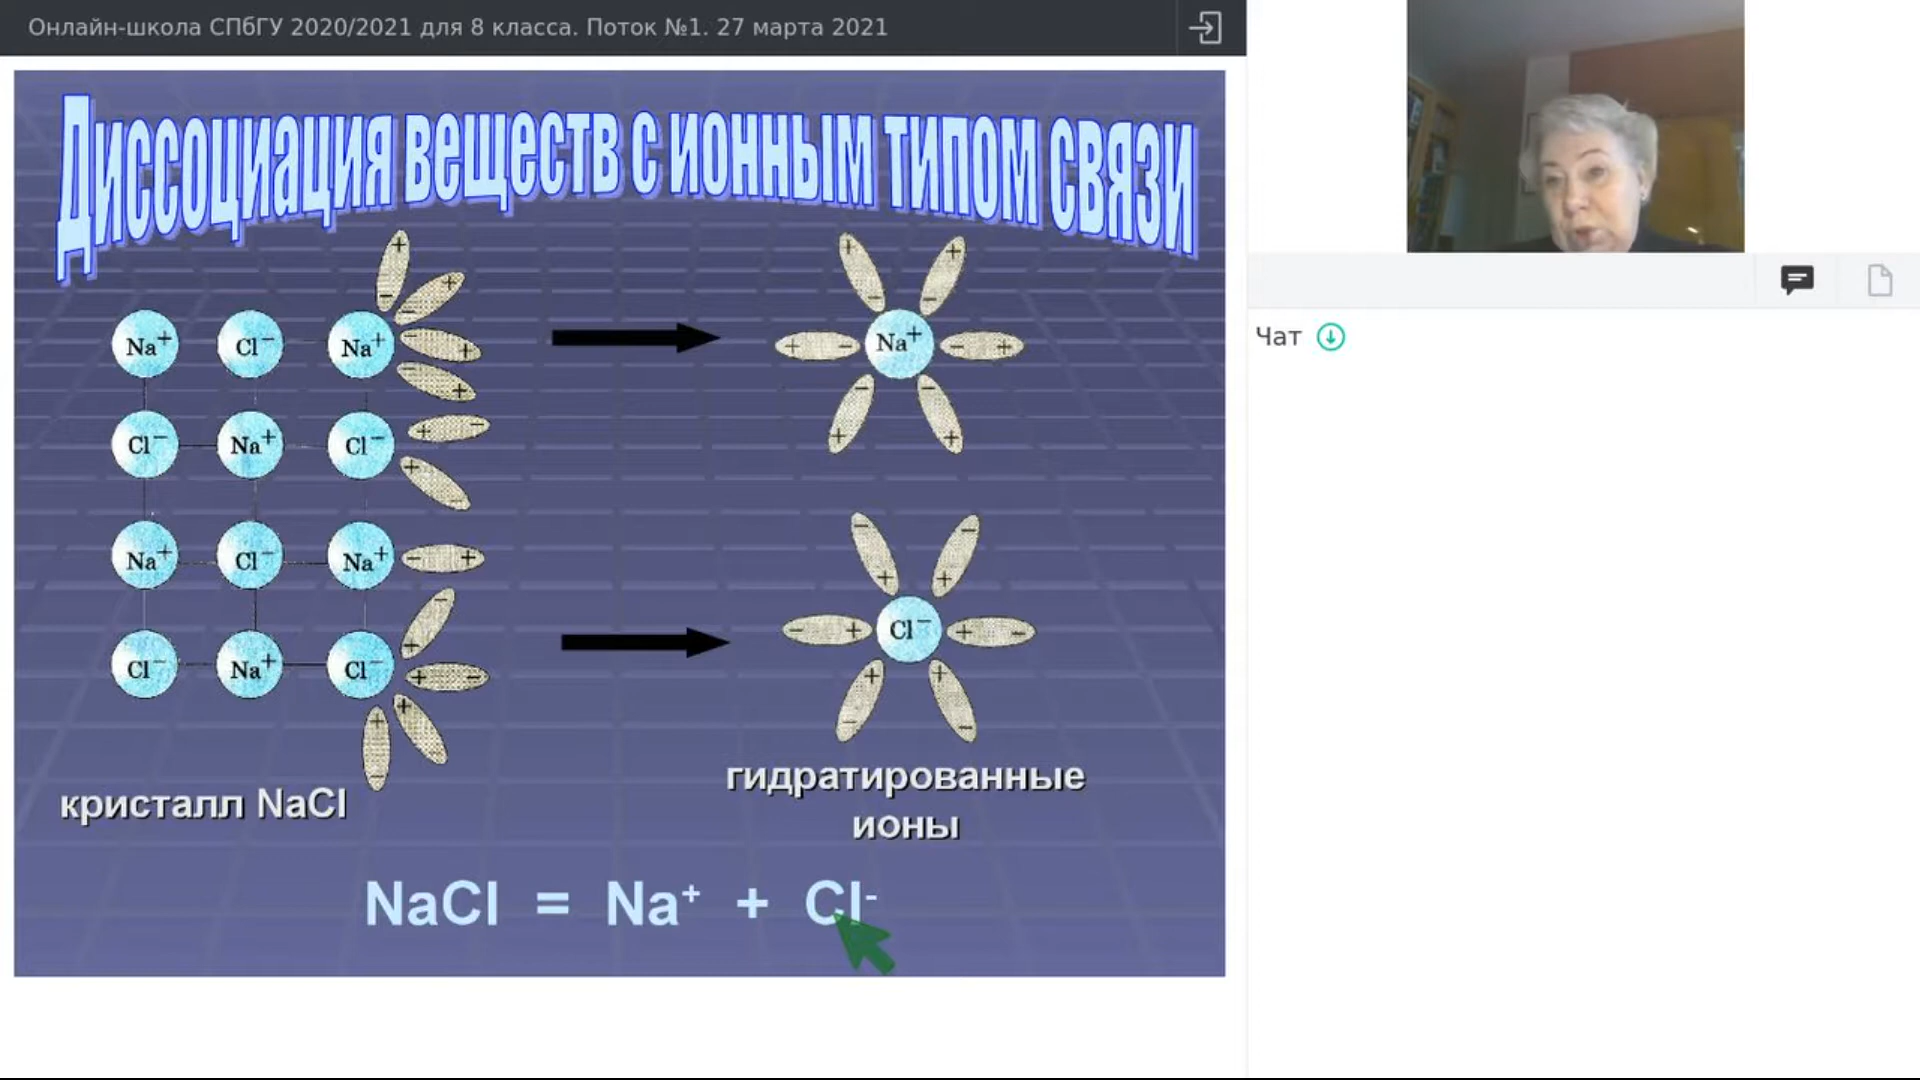 Онлайн-школа СПбГУ 2020/2021 для 8 класса. Поток №1. 27 марта 2021
Диссоциация веществ с ионным типом связи
Na⁺ Cl⁻ Na⁺
Cl⁻ Na⁺ Cl⁻
Na⁺ Cl⁻ Na⁺
Cl⁻ Na⁺ Cl⁻
кристалл NaCl
Na⁺
Cl⁻
гидратированные
ионы
NaCl = Na⁺ + Cl⁻
Чат